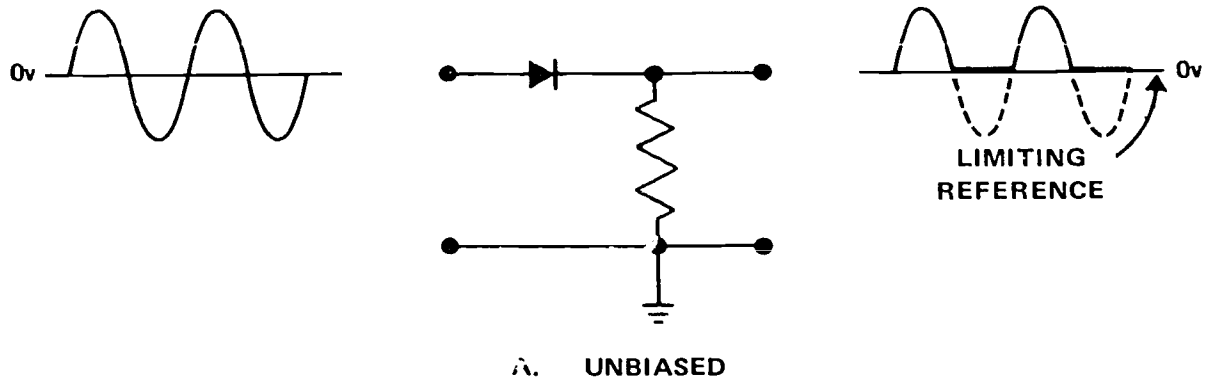 0v
0v
LIMITING
REFERENCE
A. UNBIASED